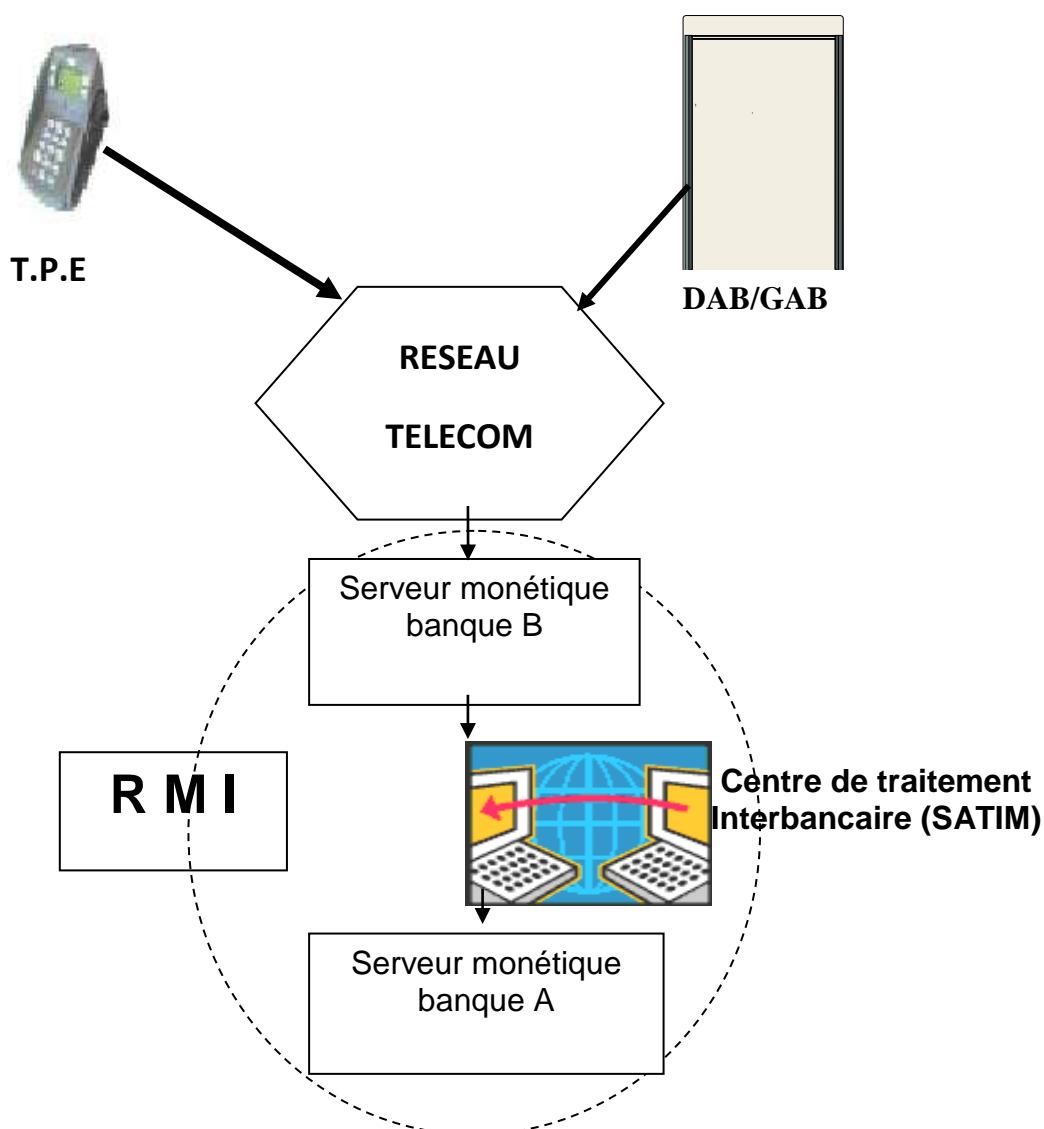 T.P.E
DAB/GAB
RESEAU
TELECOM
Serveur monétique
banque B
R M I
Centre de traitement
Interbancaire (SATIM)
Serveur monétique
banque A